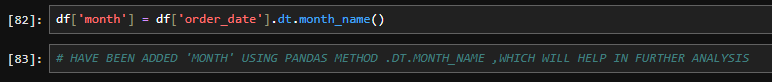 [82]: df['month'] = df['order_date'].dt.month_name()
[83]: # HAVE BEEN ADDED 'MONTH' USING PANDAS METHOD .DT.MONTH_NAME ,WHICH WILL HELP IN FURTHER ANALYSIS